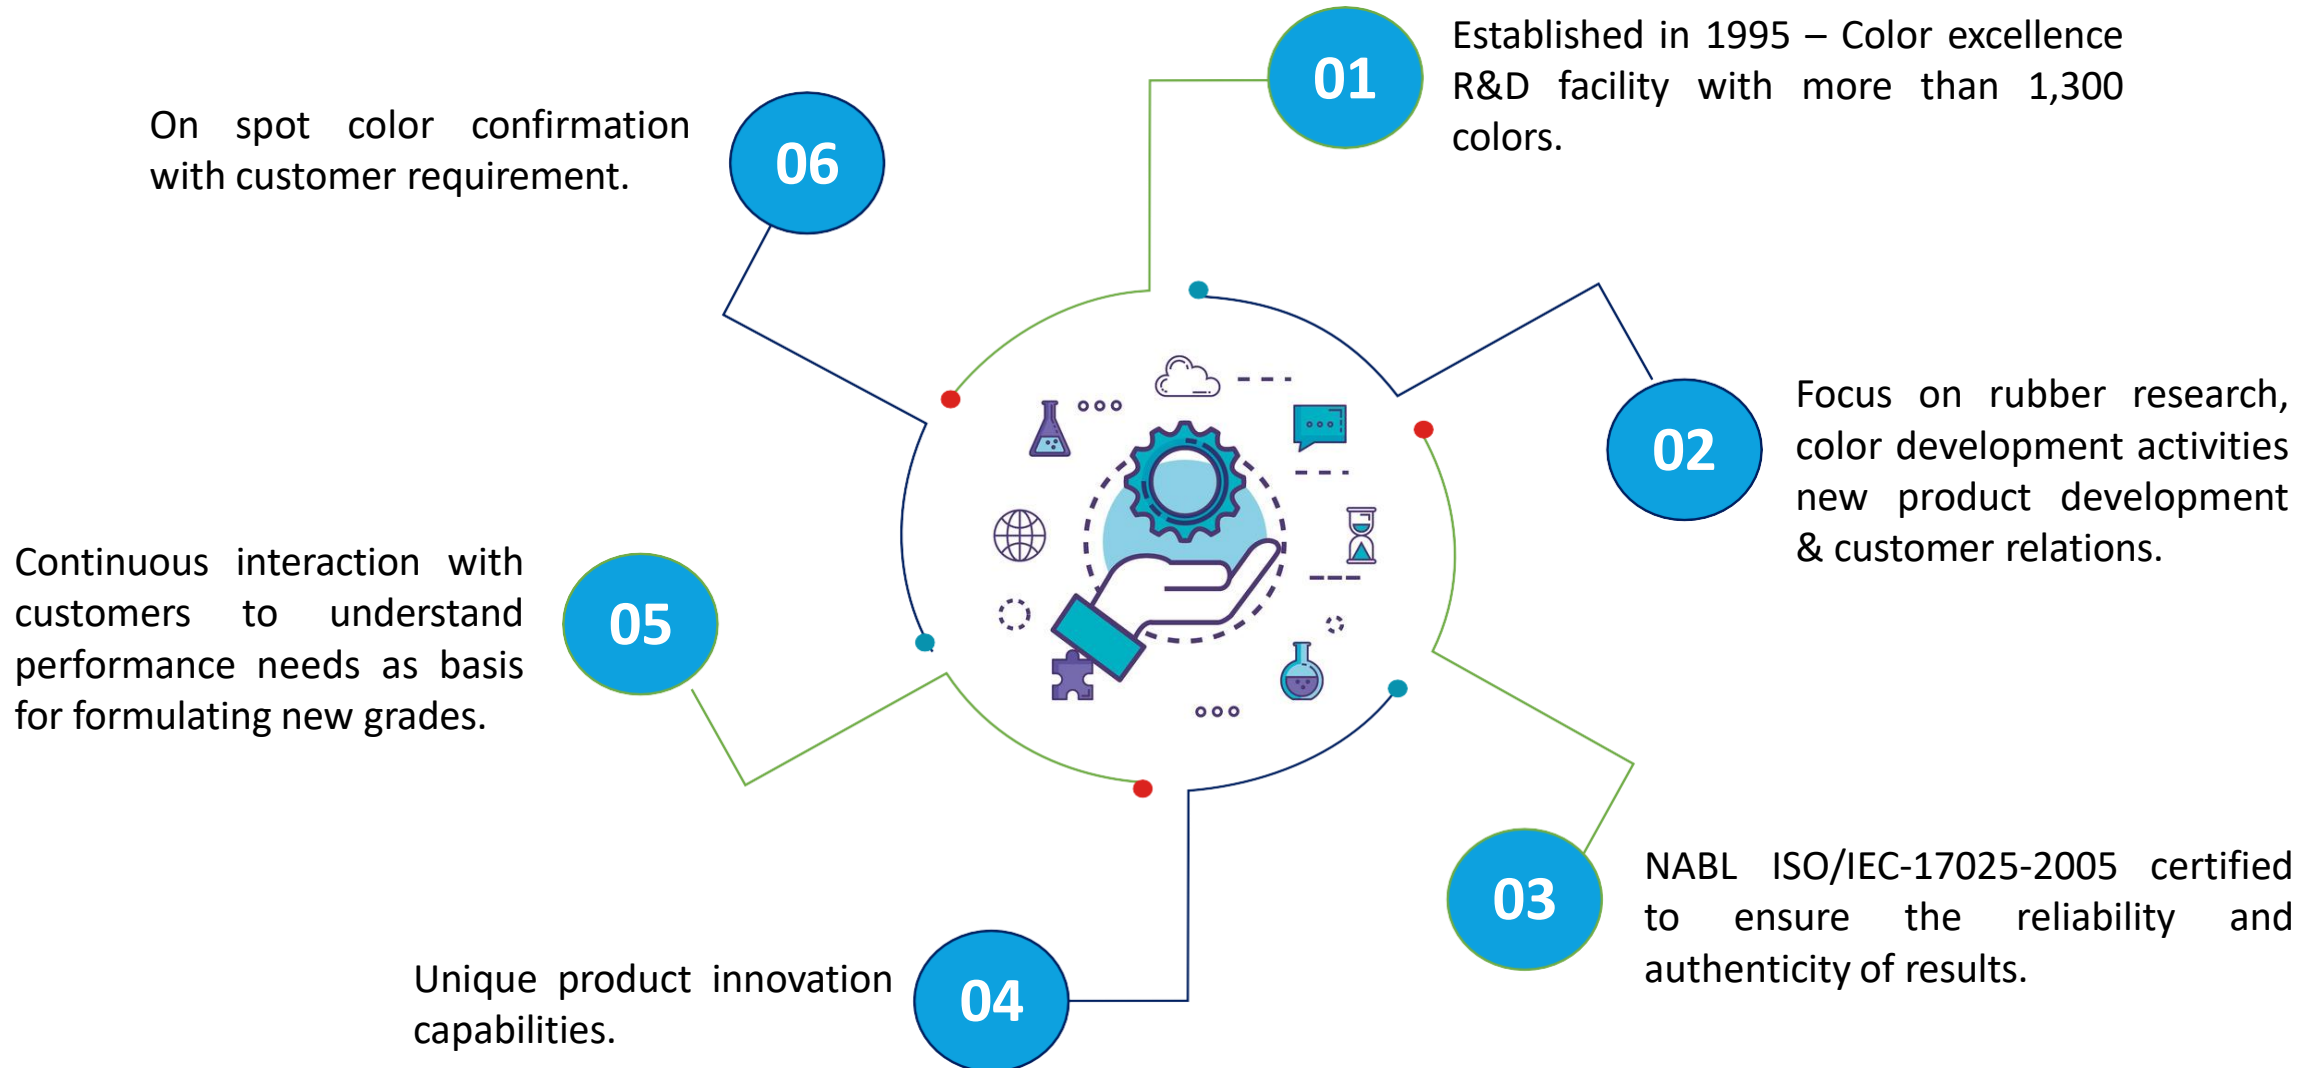 01
Established in 1995 – Color excellence
R&D facility with more than 1,300
colors.
02
Focus on rubber research,
color development activities
new product development
& customer relations.
03
NABL ISO/IEC-17025-2005 certified
to ensure the reliability and
authenticity of results.
04
Unique product innovation
capabilities.
05
Continuous interaction with
customers to understand
performance needs as basis
for formulating new grades.
06
On spot color confirmation
with customer requirement.